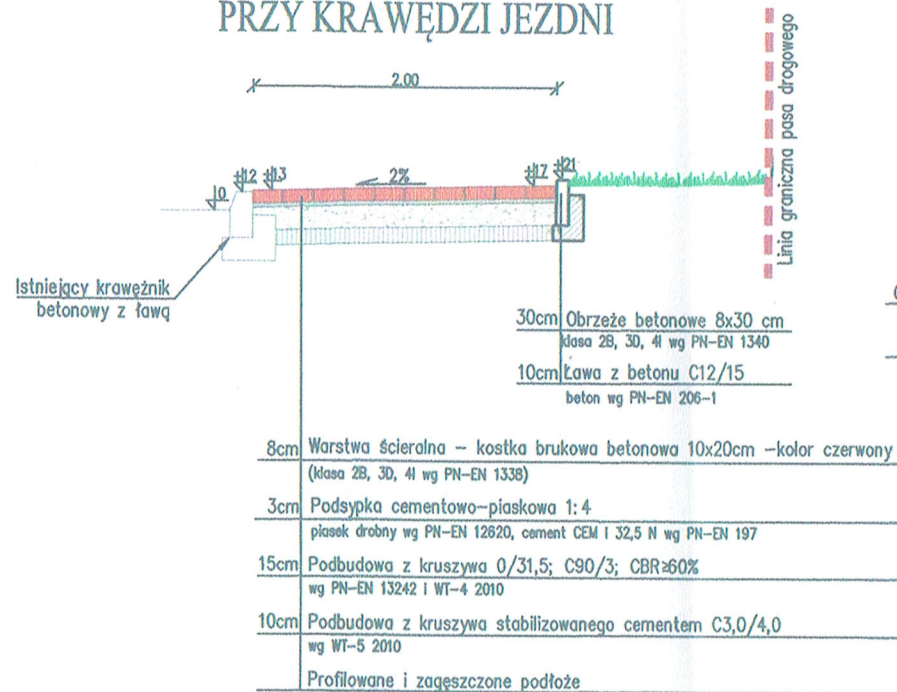 PRZY KRAWĘDZI JEZDNI
2.00
0
+12
+13
2%
+17
+21
Linia graniczna pasa drogowego
Istniejący krawężnik
betonowy z ławą
30cm Obrzeże betonowe 8x30 cm
klasa 2B, 3D, 4I wg PN-EN 1340
10cm Ława z betonu C12/15
beton wg PN-EN 206-1
8cm Warstwa ścieralna – kostka brukowa betonowa 10x20cm –kolor czerwony
(klasa 2B, 3D, 4I wg PN-EN 1338)
3cm Podsypka cementowo-piaskowa 1:4
piasek drobny wg PN-EN 12620, cement CEM I 32,5 N wg PN-EN 197
15cm Podbudowa z kruszywa 0/31,5; C90/3; CBR≥60%
wg PN-EN 13242 i WT-4 2010
10cm Podbudowa z kruszywa stabilizowanego cementem C3,0/4,0
wg WT-5 2010
Profilowane i zagęszczone podłoże